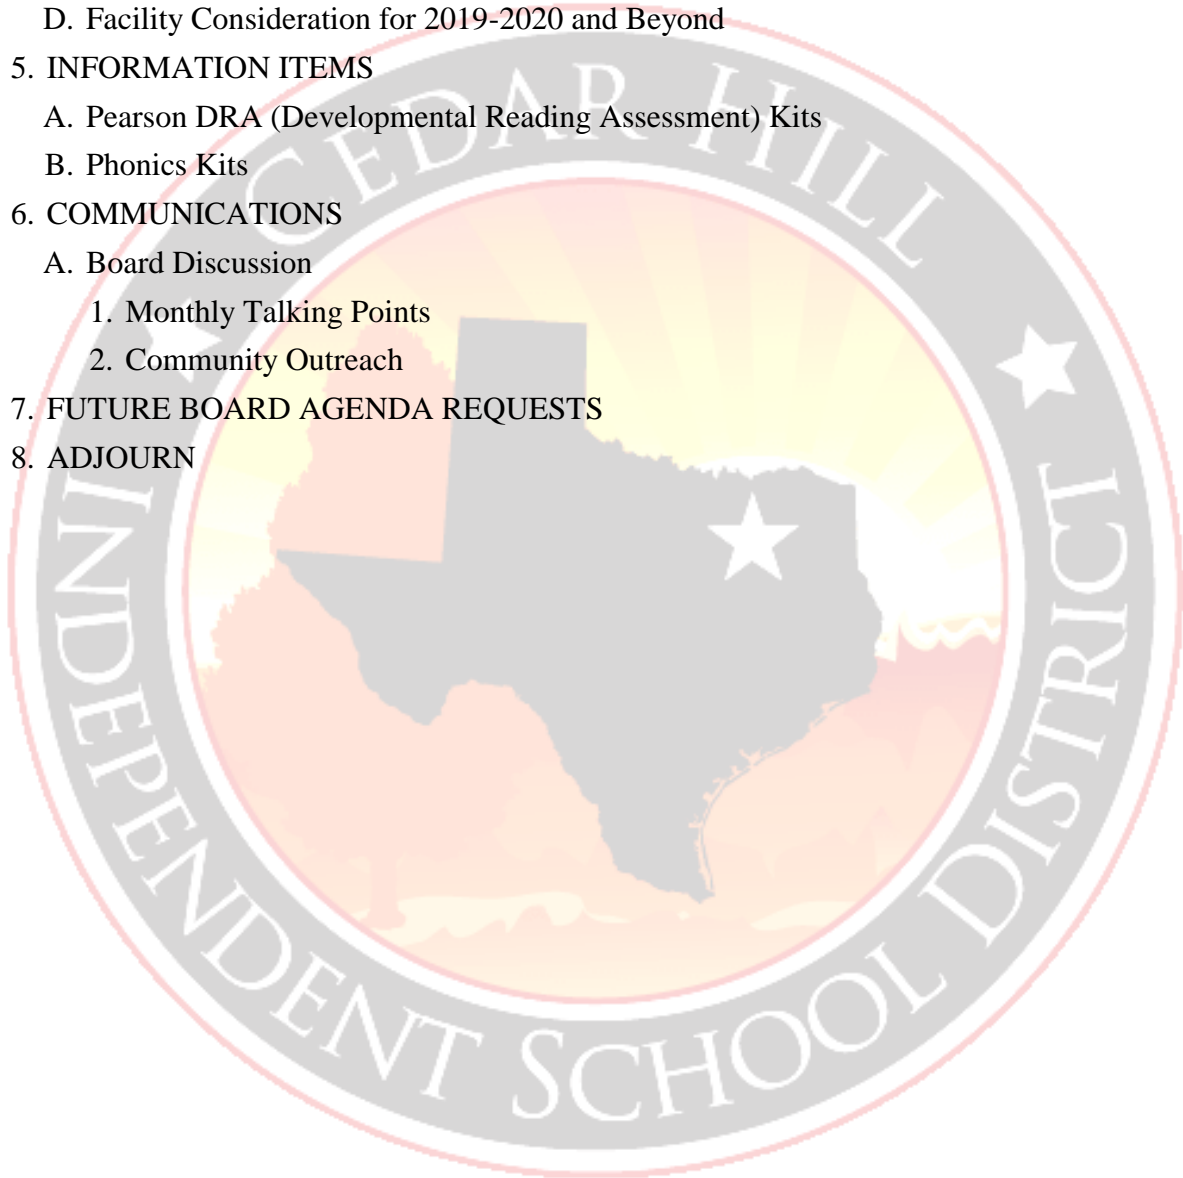 D. Facility Consideration for 2019-2020 and Beyond
5. INFORMATION ITEMS
A. Pearson DRA (Developmental Reading Assessment) Kits
B. Phonics Kits
6. COMMUNICATIONS
A. Board Discussion
1. Monthly Talking Points
2. Community Outreach
7. FUTURE BOARD AGENDA REQUESTS
8. ADJOURN
CEDAR HILL
INDEPENDENT SCHOOL DISTRICT